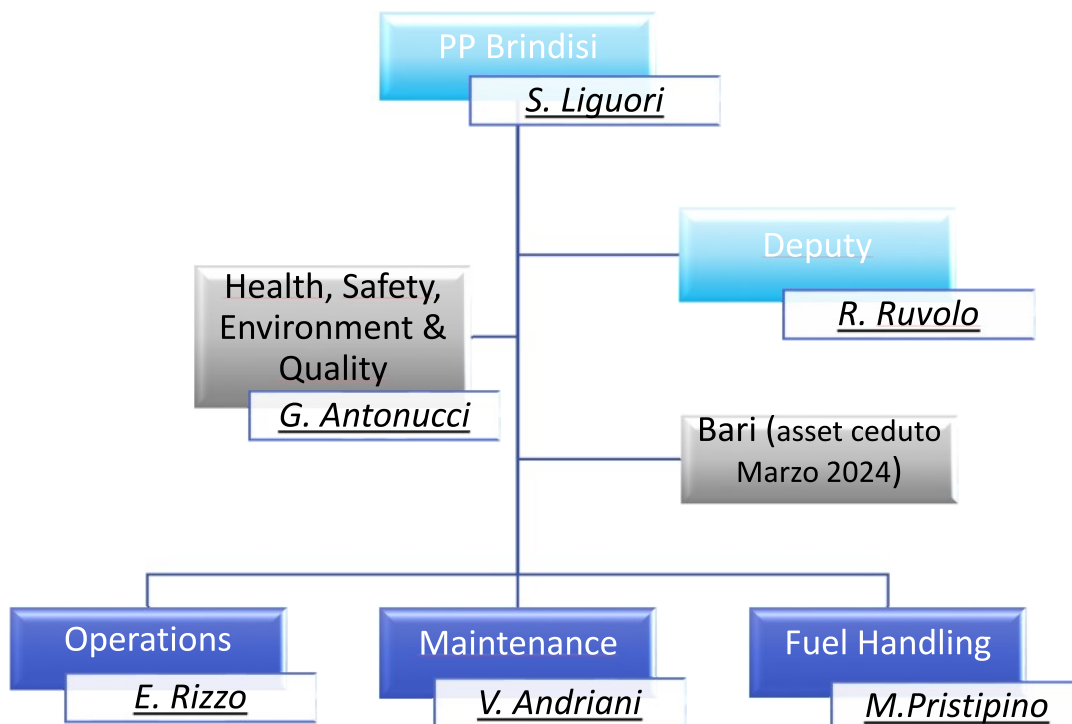 PP Brindisi
S. Liguori
Deputy
R. Ruvolo
Health, Safety,
Environment &
Quality
G. Antonucci
Bari (asset ceduto
Marzo 2024)
Operations
E. Rizzo
Maintenance
V. Andriani
Fuel Handling
M.Pristipino